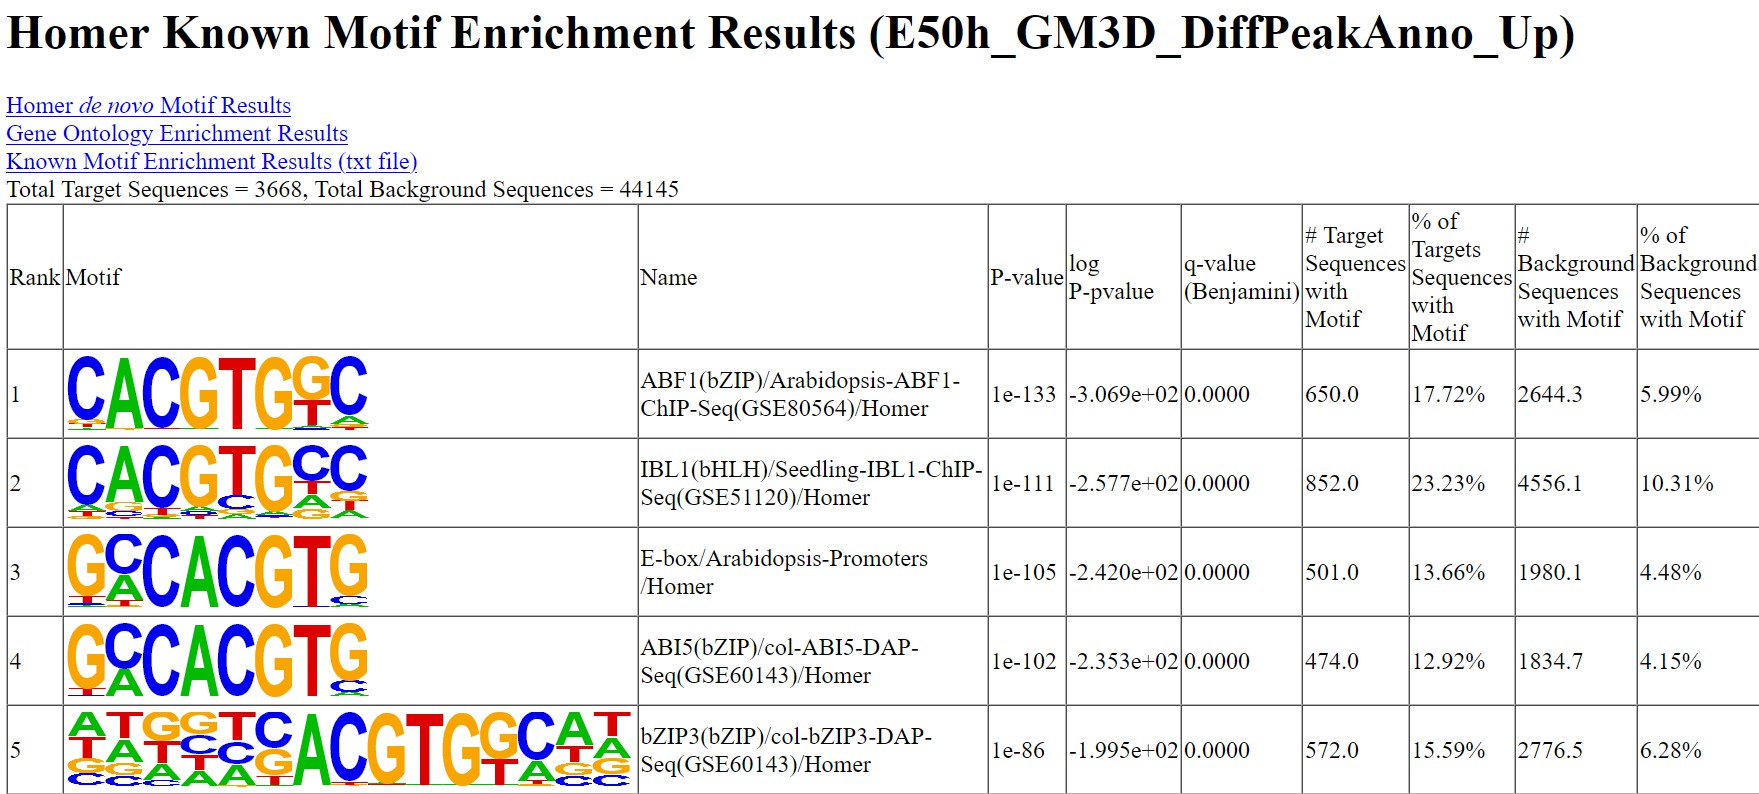 Homer Known Motif Enrichment Results (E50h_GM3D_DiffPeakAnno_Up)
Homer de novo Motif Results
Gene Ontology Enrichment Results
Known Motif Enrichment Results (txt file)
Total Target Sequences = 3668, Total Background Sequences = 44145
Rank Motif Name P-value log P-pvalue q-value (Benjamini) # Target Sequences with Motif % of Targets Sequences with Motif # Background Sequences with Motif % of Background Sequences with Motif
1 CACGTGGC ABF1(bZIP)/Arabidopsis-ABF1-ChIP-Seq(GSE80564)/Homer 1e-133 -3.069e+02 0.0000 650.0 17.72% 2644.3 5.99%
2 CACGTGCC IBL1(bHLH)/Seedling-IBL1-ChIP-Seq(GSE51120)/Homer 1e-111 -2.577e+02 0.0000 852.0 23.23% 4556.1 10.31%
3 GCCACGTG E-box/Arabidopsis-Promoters/Homer 1e-105 -2.420e+02 0.0000 501.0 13.66% 1980.1 4.48%
4 GCCACGTG ABI5(bZIP)/col-ABI5-DAP-Seq(GSE60143)/Homer 1e-102 -2.353e+02 0.0000 474.0 12.92% 1834.7 4.15%
5 ATGGTCACGTGGCAT bZIP3(bZIP)/col-bZIP3-DAP-Seq(GSE60143)/Homer 1e-86 -1.995e+02 0.0000 572.0 15.59% 2776.5 6.28%